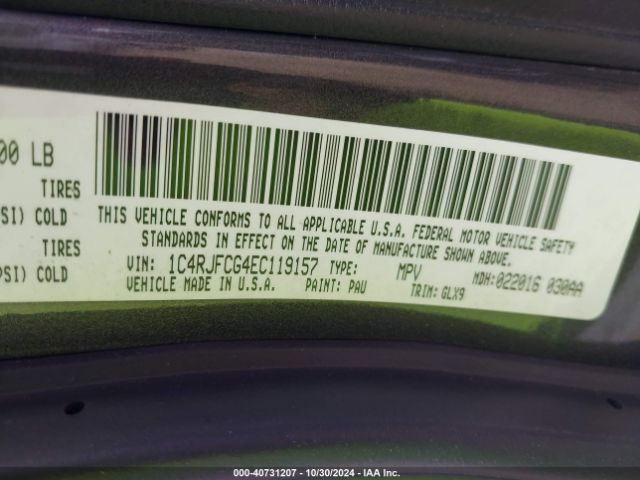 00 LB
TIRES
PSI) COLD
TIRES
PSI) COLD
THIS VEHICLE CONFORMS TO ALL APPLICABLE U.S.A. FEDERAL MOTOR VEHICLE SAFETY
STANDARDS IN EFFECT ON THE DATE OF MANUFACTURE SHOWN ABOVE.
VIN: 1C4RJFCG4EC119157 TYPE: MPV MDH:022016 030AA
VEHICLE MADE IN U.S.A. PAINT: PAU TRIM: GLX9
000-40731207 - 10/30/2024 - IAA Inc.